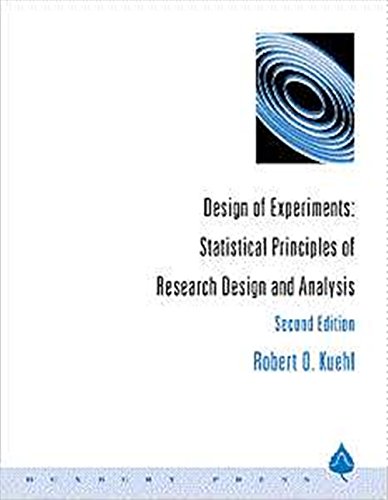 Design of Experiments:
Statistical Principles of
Research Design and Analysis
Second Edition
Robert O. Kuehl
DUXBURY PRESS